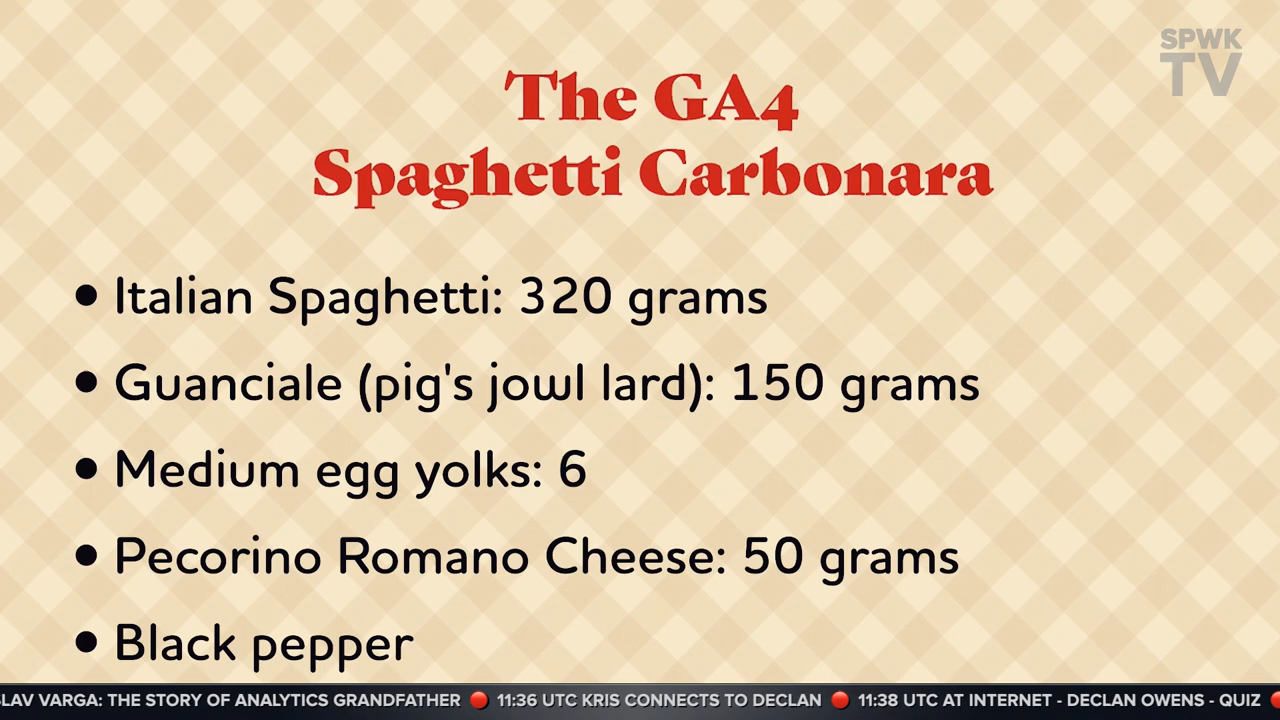 SPWK
TV
The GA4
Spaghetti Carbonara
• Italian Spaghetti: 320 grams
• Guanciale (pig's jowl lard): 150 grams
• Medium egg yolks: 6
• Pecorino Romano Cheese: 50 grams
• Black pepper
LAV VARGA: THE STORY OF ANALYTICS GRANDFATHER 🔴 11:36 UTC KRIS CONNECTS TO DECLAN 🔴 11:38 UTC AT INTERNET - DECLAN OWENS - QUIZ